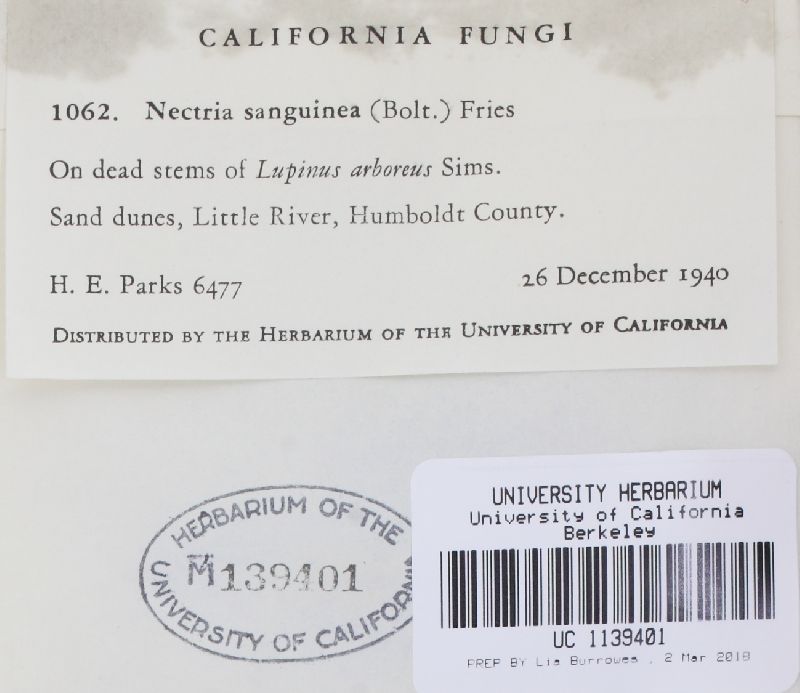 CALIFORNIA FUNGI
1062. Nectria sanguinea (Bolt.) Fries
On dead stems of Lupinus arboreus Sims.
Sand dunes, Little River, Humboldt County.
H. E. Parks 6477 26 December 1940
DISTRIBUTED BY THE HERBARIUM OF THE UNIVERSITY OF CALIFORNIA
HERBARIUM OF THE
M139401
UNIVERSITY OF CALIFORNIA
UNIVERSITY HERBARIUM
University of California
Berkeley
UC 1139401
PREP BY Lia Burrowes , 2 Mar 2018